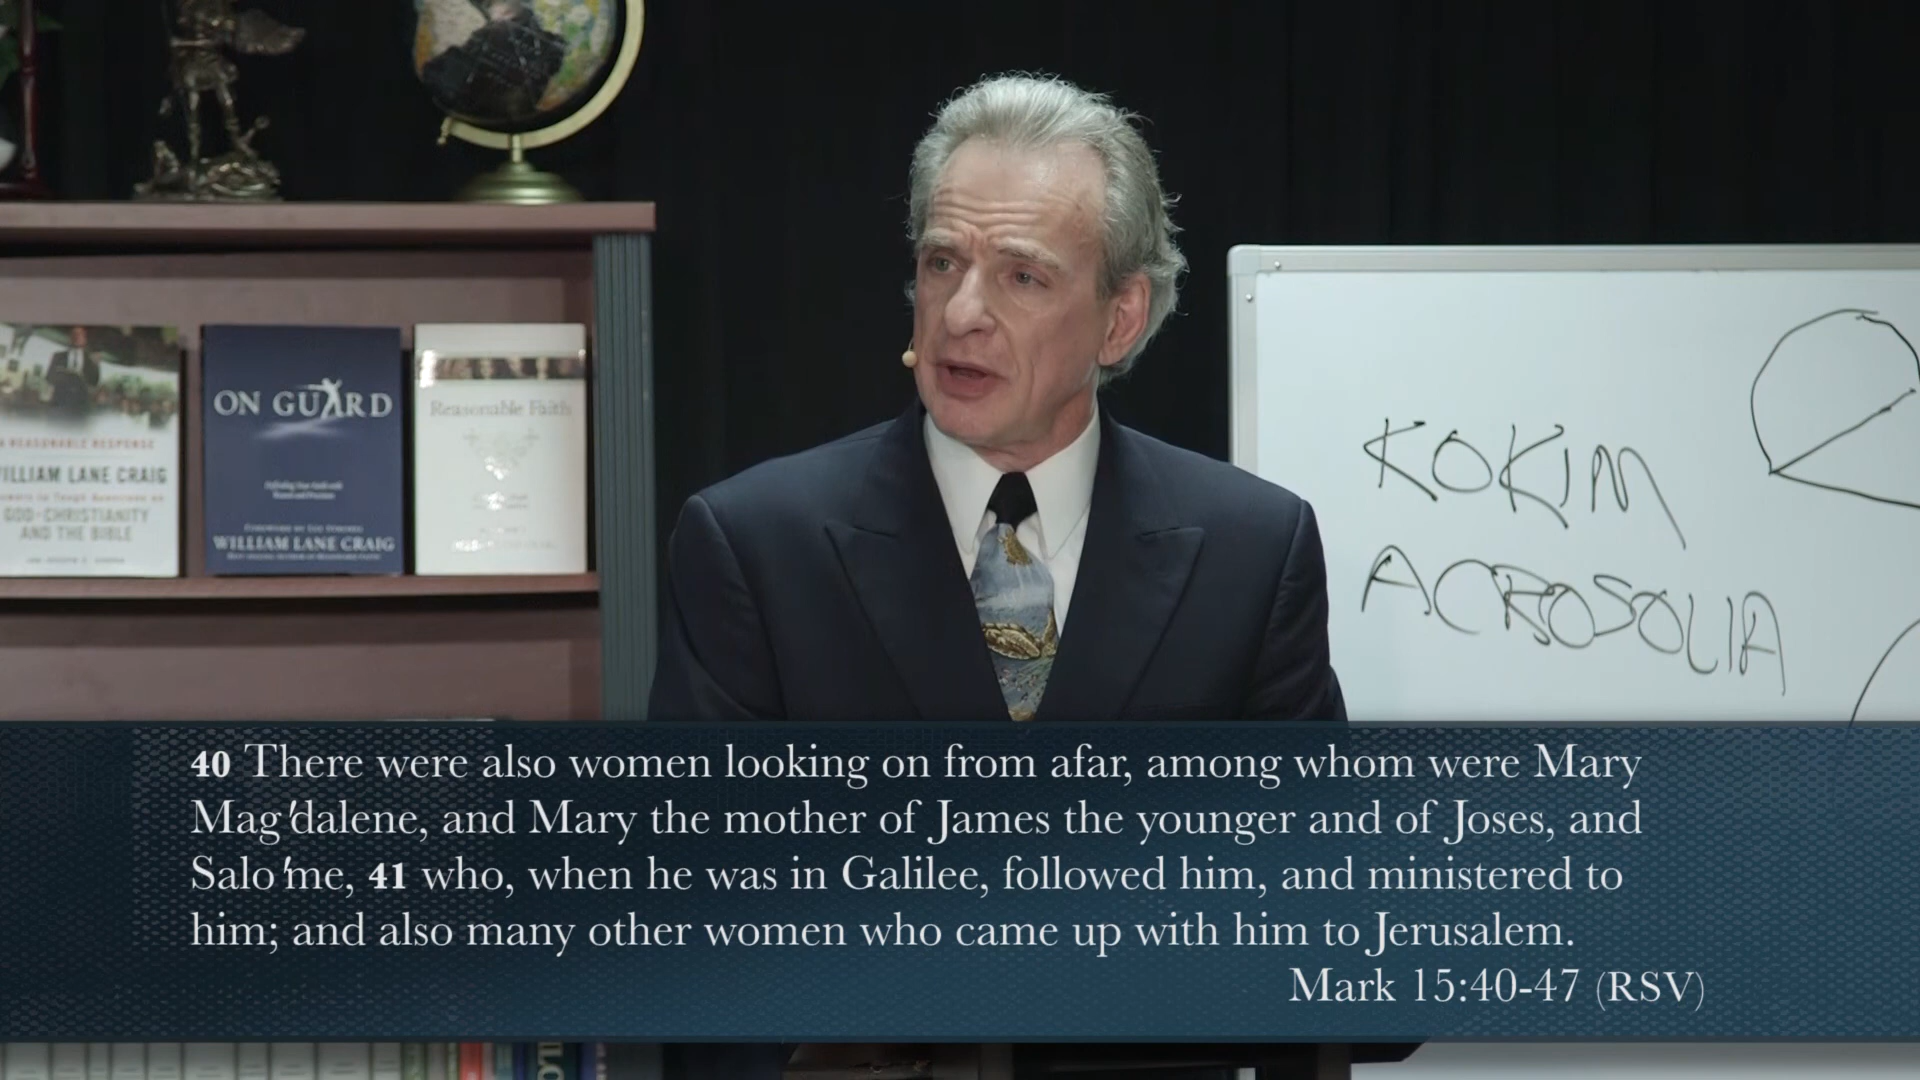 A REASONABLE RESPONSE
WILLIAM LANE CRAIG
GOD · CHRISTIANITY
AND THE BIBLE
ON GUARD
WILLIAM LANE CRAIG
Reasonable Faith
KOKIM
ACROSOLIA
40 There were also women looking on from afar, among whom were Mary
Mag'dalene, and Mary the mother of James the younger and of Joses, and
Salo'me, 41 who, when he was in Galilee, followed him, and ministered to
him; and also many other women who came up with him to Jerusalem.
Mark 15:40-47 (RSV)